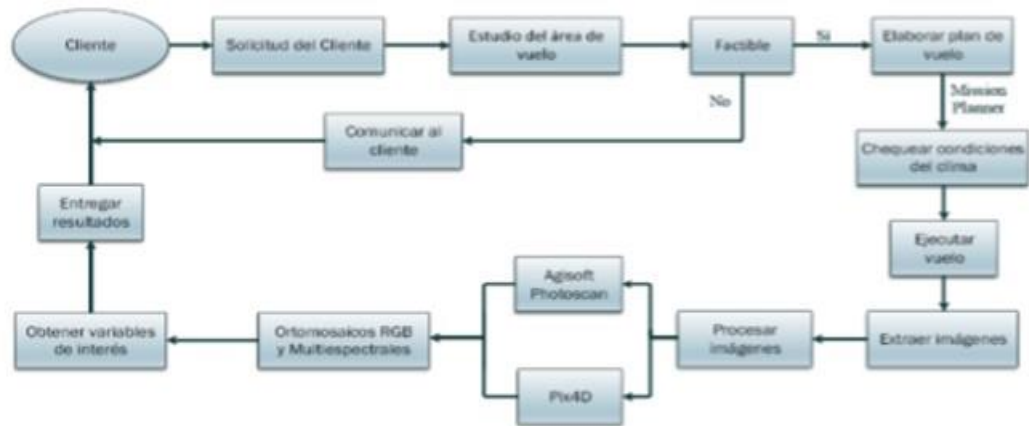 Cliente
Solicitud del Cliente
Estudio del área de
vuelo
Factible
Si
Elaborar plan de
vuelo
No
Mission
Planner
Comunicar al
cliente
Chequear condiciones
del clima
Entregar
resultados
Ejecutar
vuelo
Agisoft
Photoscan
Obtener variables
de interés
Ortomosaicos RGB
y Multiespectrales
Procesar
imágenes
Extraer imágenes
Pix4D